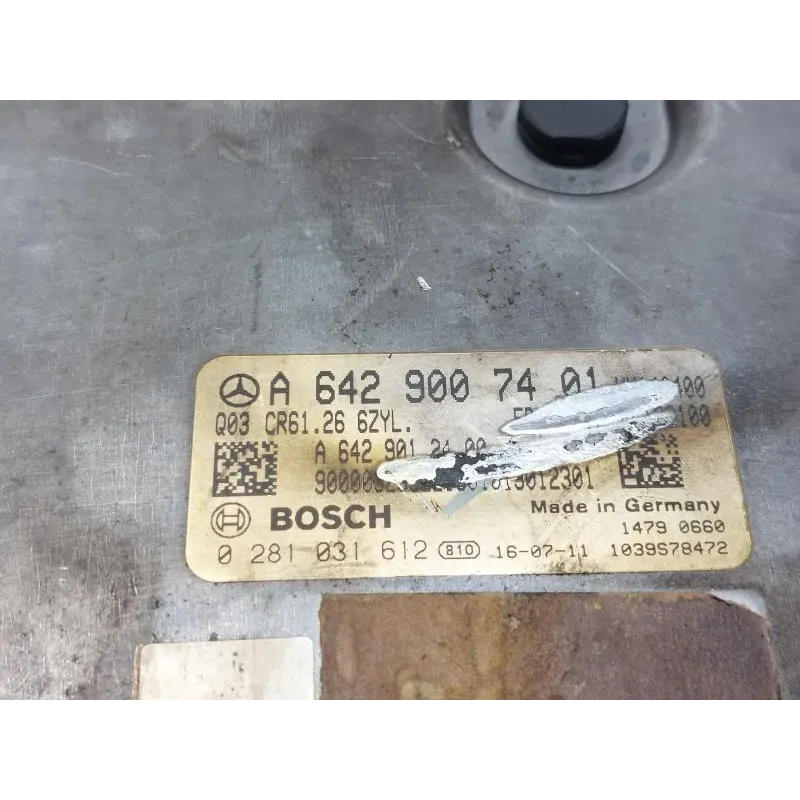 A 642 900 74 01
Q03 CR61.26 6ZYL.
A 642 901 24 00
BOSCH
Made in Germany
1479 0660
0 281 031 612 810 16-07-11 1039S78472